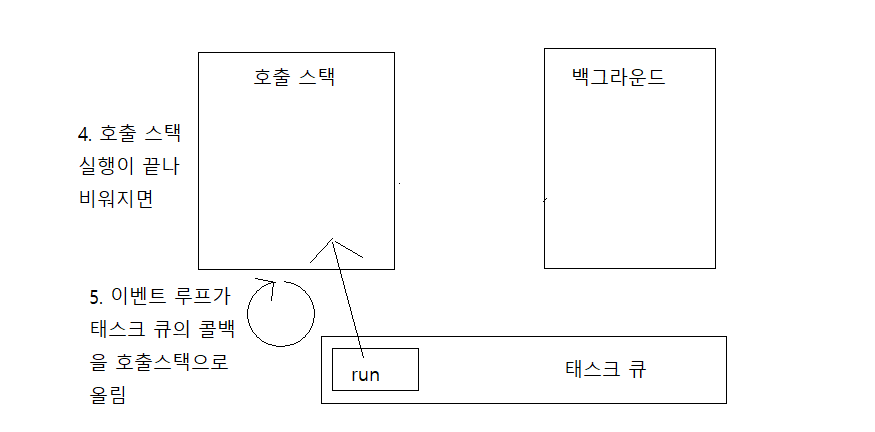 호출 스택
백그라운드
4. 호출 스택
실행이 끝나
비워지면
5. 이벤트 루프가
태스크 큐의 콜백
을 호출스택으로
올림
run
태스크 큐